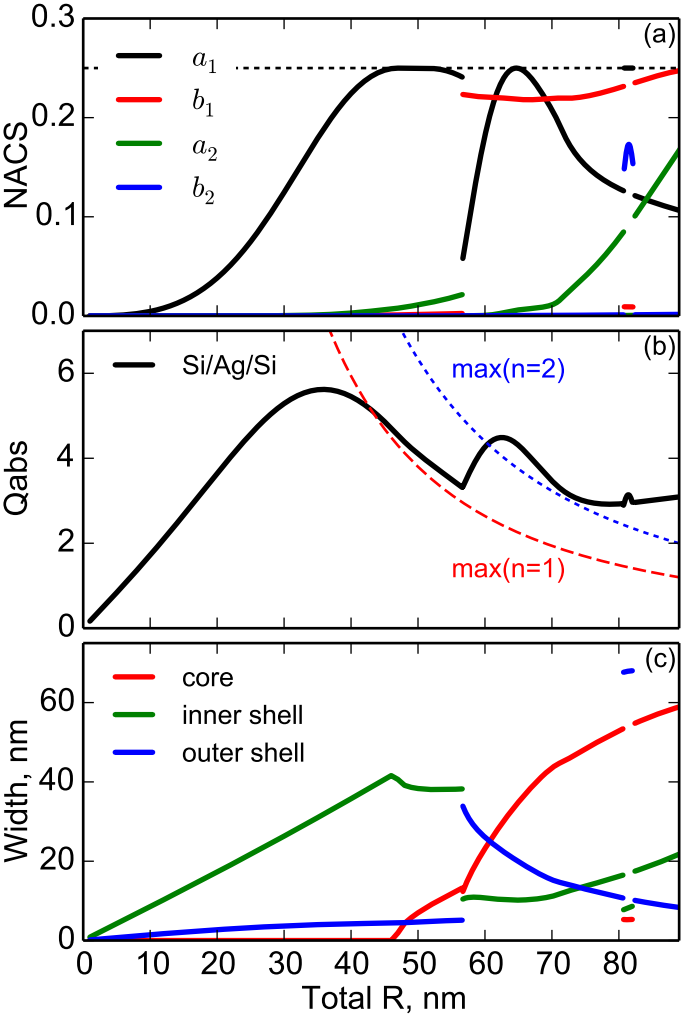 0.3
(a)
a1
b1
0.2
a2
b2
NACS
0.1
0.0
(b)
Si/Ag/Si
6
max(n=2)
4
Qabs
2
max(n=1)
0
(c)
core
60
inner shell
outer shell
Width, nm
40
20
0
0 10 20 30 40 50 60 70 80
Total R, nm